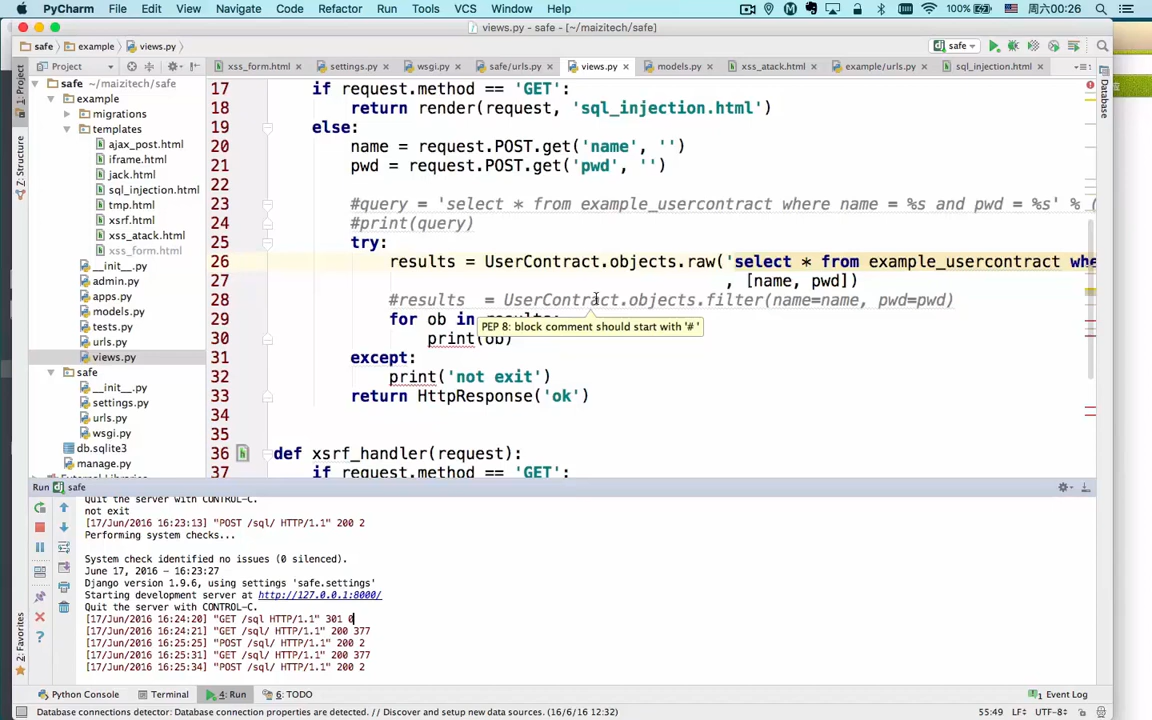 PyCharm File Edit View Navigate Code Refactor Run Tools VCS Window Help 100% 周六00:26
views.py - safe - [~/maizitech/safe]
safe example views.py safe
Project xss_form.html settings.py wsgi.py safe/urls.py views.py models.py xss_atack.html example/urls.py sql_injection.html
1: Project
Z: Structure
2: Favorites
Database
safe ~/maizitech/safe
example
migrations
templates
ajax_post.html
iframe.html
jack.html
sql_injection.html
tmp.html
xsrf.html
xss_atack.html
xss_form.html
__init__.py
admin.py
apps.py
models.py
tests.py
urls.py
views.py
safe
__init__.py
settings.py
urls.py
wsgi.py
db.sqlite3
manage.py
17 if request.method == 'GET':
18 return render(request, 'sql_injection.html')
19 else:
20 name = request.POST.get('name', '')
21 pwd = request.POST.get('pwd', '')
22
23 #query = 'select * from example_usercontract where name = %s and pwd = %s' % (
24 #print(query)
25 try:
26 results = UserContract.objects.raw('select * from example_usercontract whe
27 , [name, pwd])
28 #results = UserContract.objects.filter(name=name, pwd=pwd)
29 for ob in results:
PEP 8: block comment should start with '# '
30 print(ob)
31 except:
32 print('not exit')
33 return HttpResponse('ok')
34
35
36 def xsrf_handler(request):
37 if request.method == 'GET':
Run safe
Quit the server with CONTROL-C.
not exit
[17/Jun/2016 16:23:13] "POST /sql/ HTTP/1.1" 200 2
Performing system checks...
System check identified no issues (0 silenced).
June 17, 2016 - 16:23:27
Django version 1.9.6, using settings 'safe.settings'
Starting development server at http://127.0.0.1:8000/
Quit the server with CONTROL-C.
[17/Jun/2016 16:24:20] "GET /sql HTTP/1.1" 301 0
[17/Jun/2016 16:24:21] "GET /sql/ HTTP/1.1" 200 377
[17/Jun/2016 16:25:25] "POST /sql/ HTTP/1.1" 200 2
[17/Jun/2016 16:25:31] "GET /sql/ HTTP/1.1" 200 377
[17/Jun/2016 16:25:34] "POST /sql/ HTTP/1.1" 200 2
Python Console Terminal 4: Run 6: TODO Event Log
Database connections detector: Database connection properties are detected. // Discover and setup new data sources. (16/6/16 12:32) 55:49 LF÷ UTF-8÷